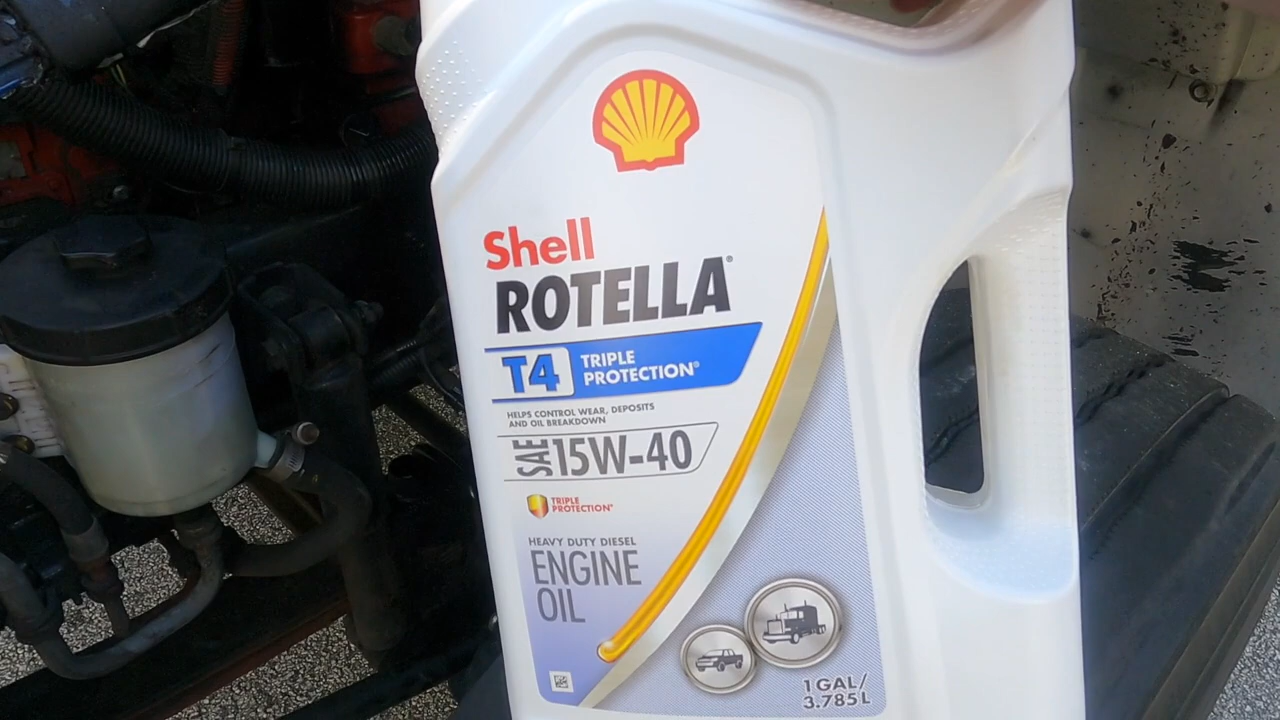 Shell
ROTELLA®
T4 TRIPLE
PROTECTION®
HELPS CONTROL WEAR, DEPOSITS
AND OIL BREAKDOWN
SAE 15W-40
TRIPLE
PROTECTION®
HEAVY DUTY DIESEL
ENGINE
OIL
1 GAL/
3.785 L